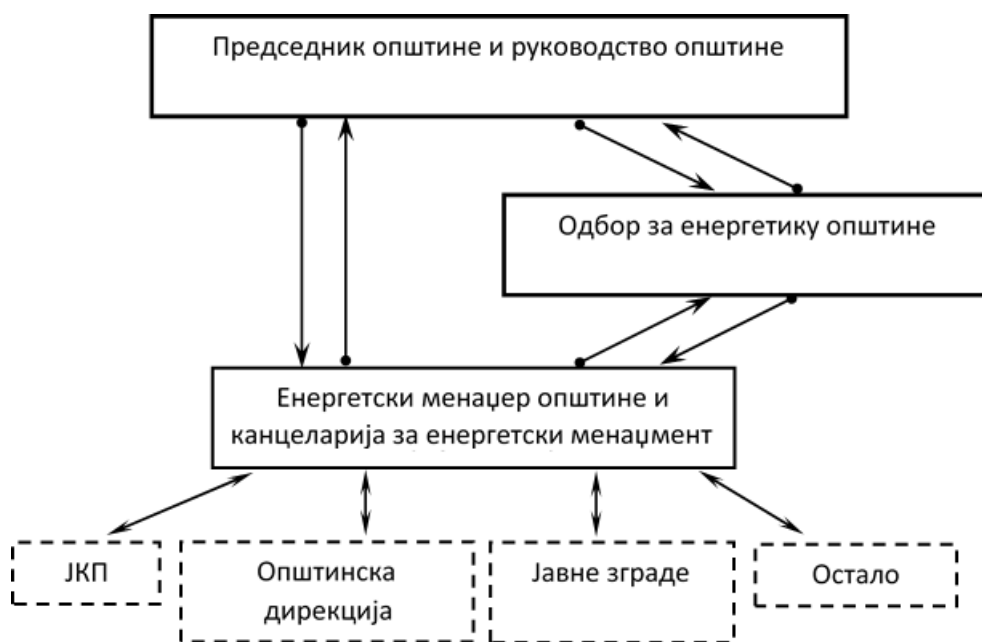 Председник општине и руководство општине
Одбор за енергетику општине
Енергетски менаџер општине и
канцеларија за енергетски менаџмент
ЈКП
Општинска
дирекција
Јавне зграде
Остало